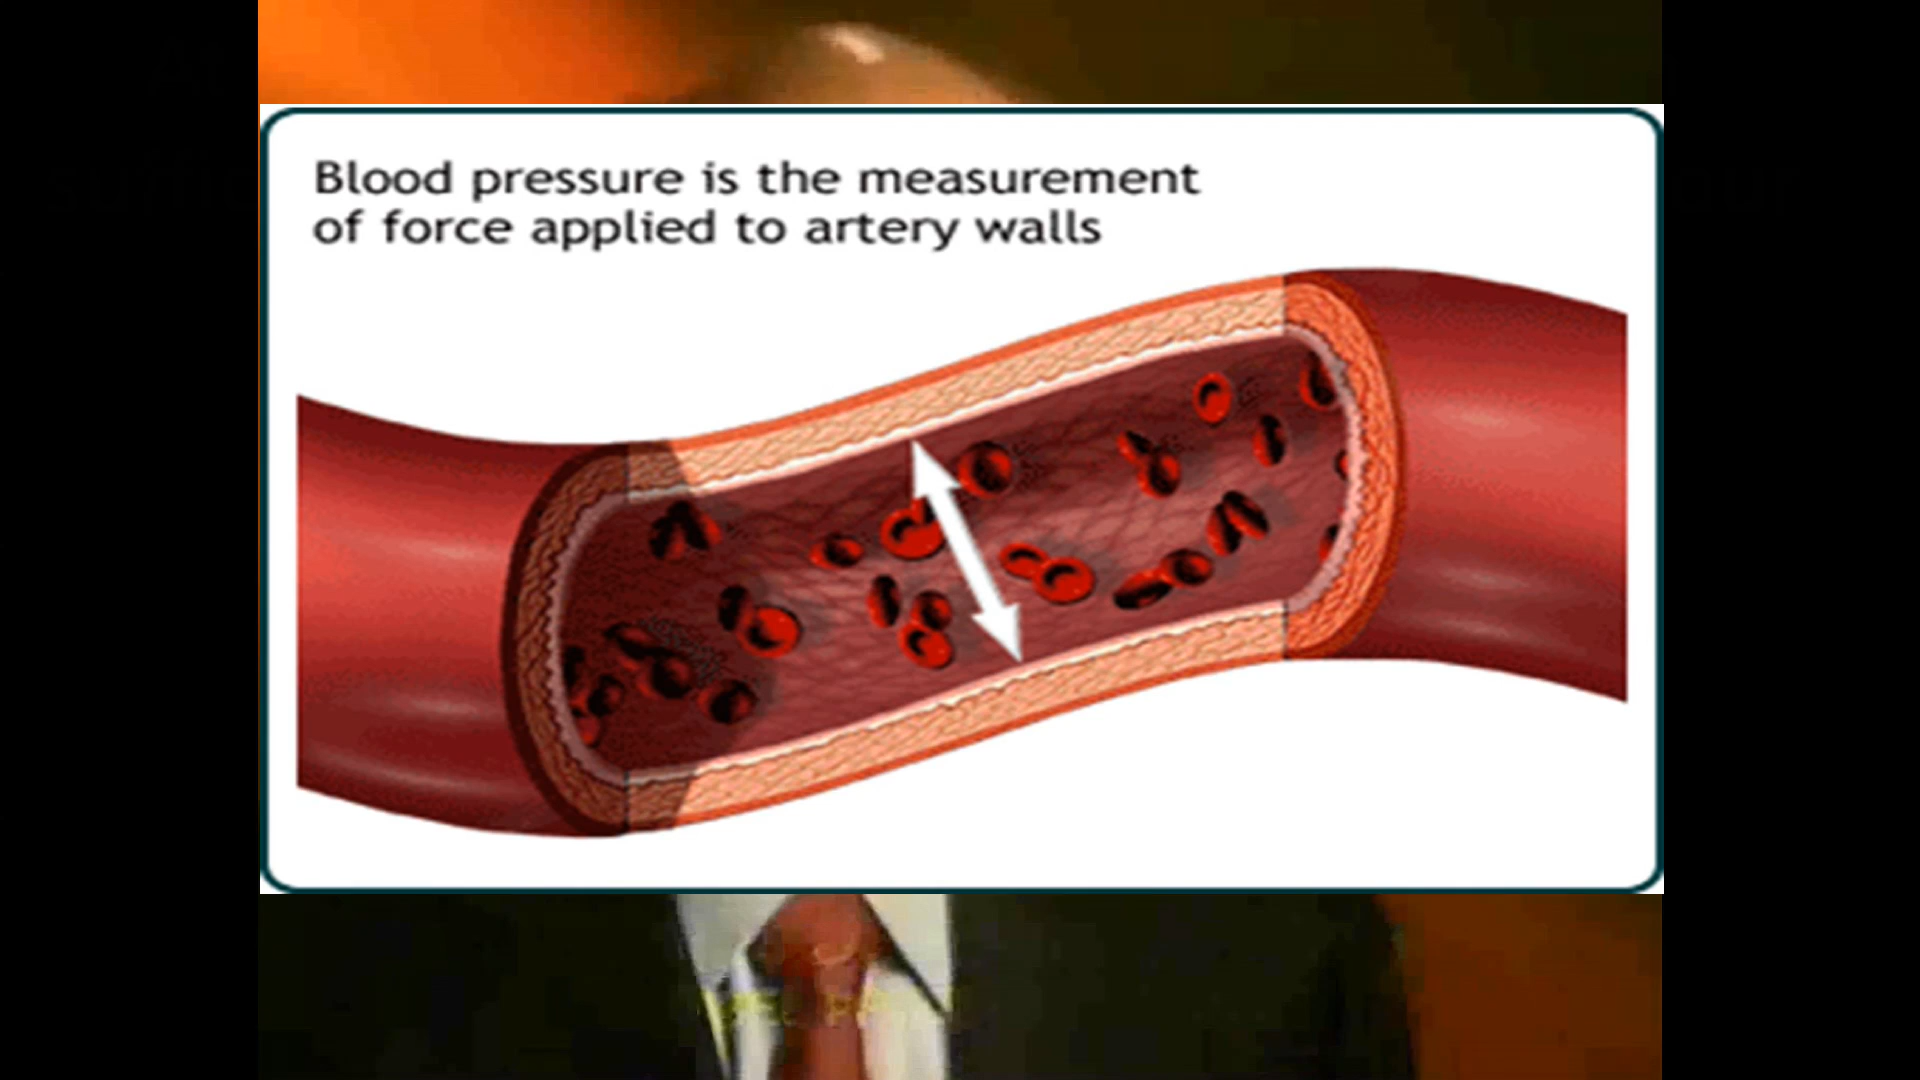 Blood pressure is the measurement
of force applied to artery walls